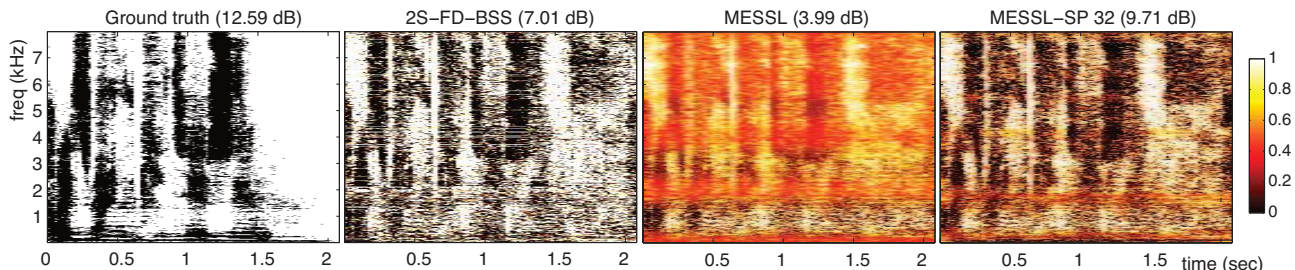 Ground truth (12.59 dB)
2S−FD−BSS (7.01 dB)
MESSL (3.99 dB)
MESSL−SP 32 (9.71 dB)
freq (kHz)
7
6
5
4
3
2
1
1
0.8
0.6
0.4
0.2
0
0 0.5 1 1.5 2
0.5 1 1.5 2
0.5 1 1.5 2
0.5 1 1.5 time (sec)